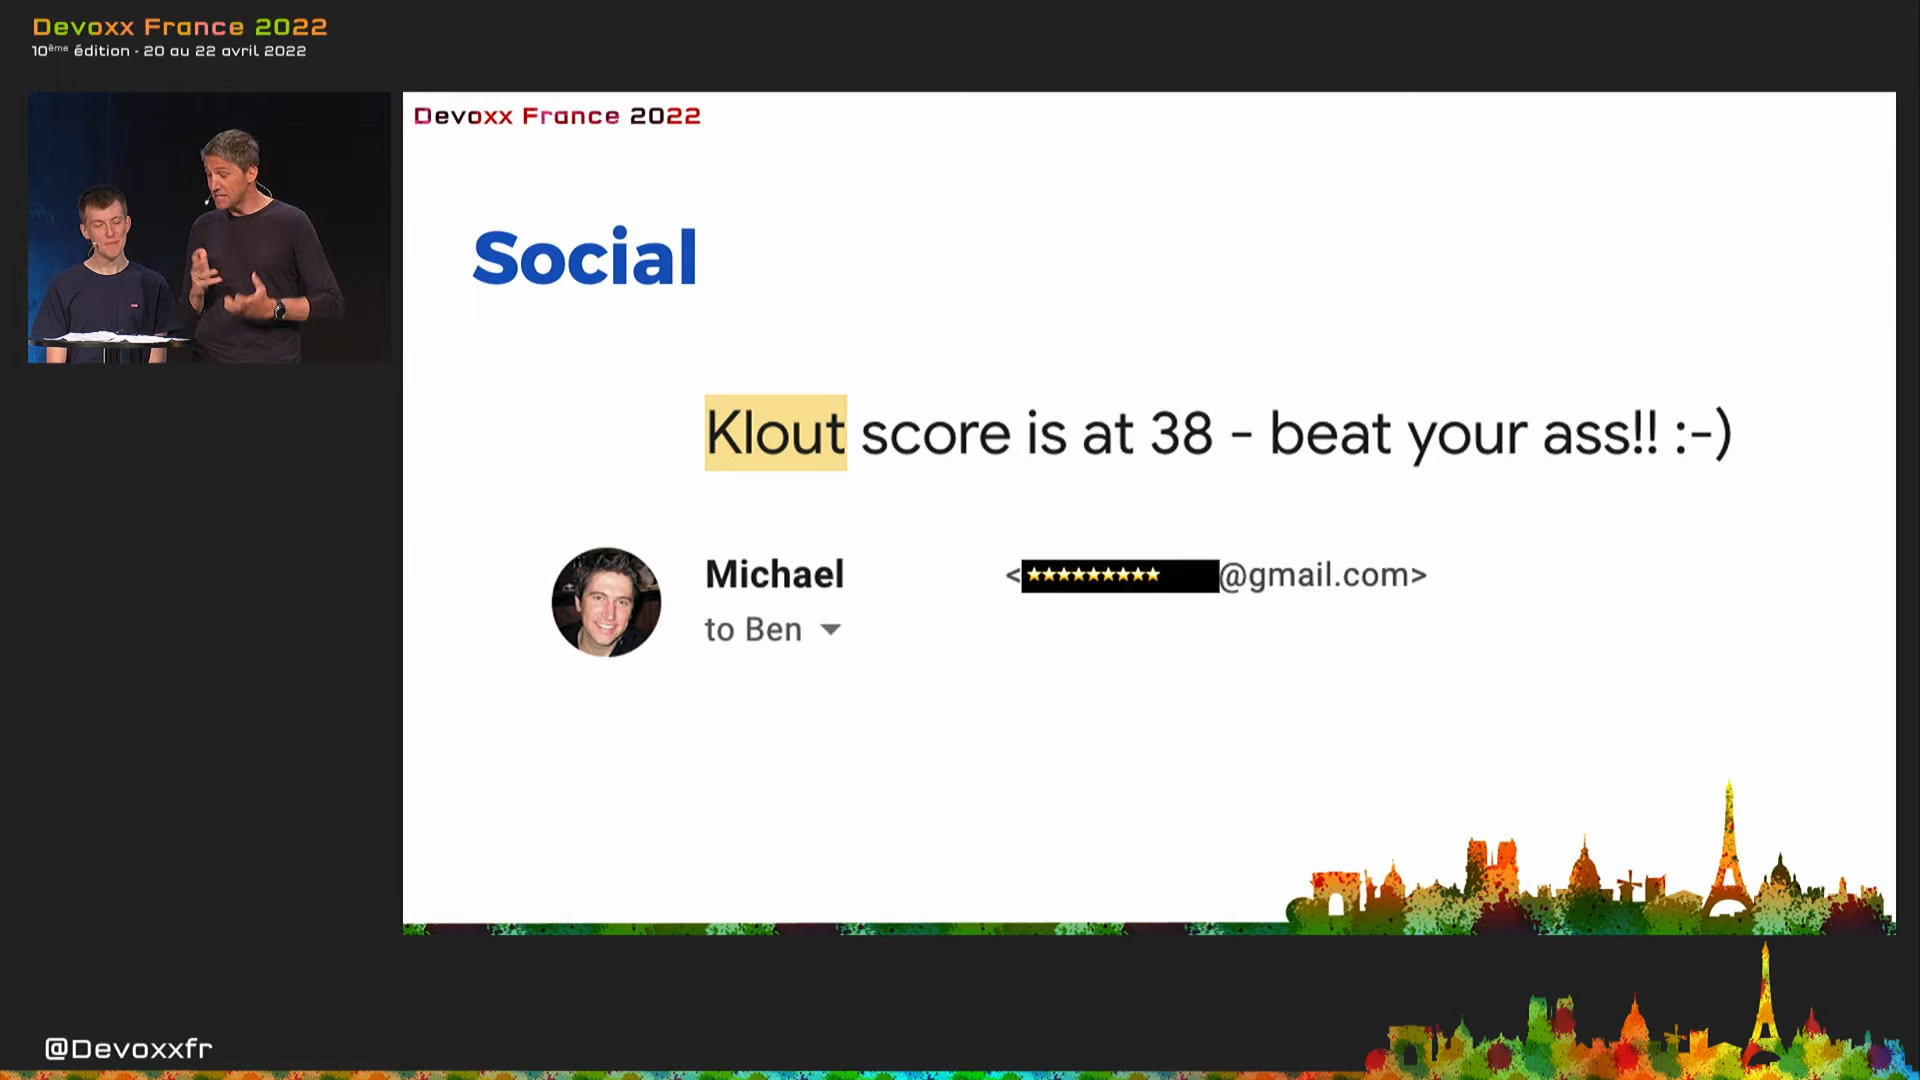 Devoxx France 2022
10ème édition - 20 au 22 avril 2022
Devoxx France 2022
Social
Klout score is at 38 - beat your ass!! :-)
Michael <★★★★★★★★★@gmail.com>
to Ben
@Devoxxfr